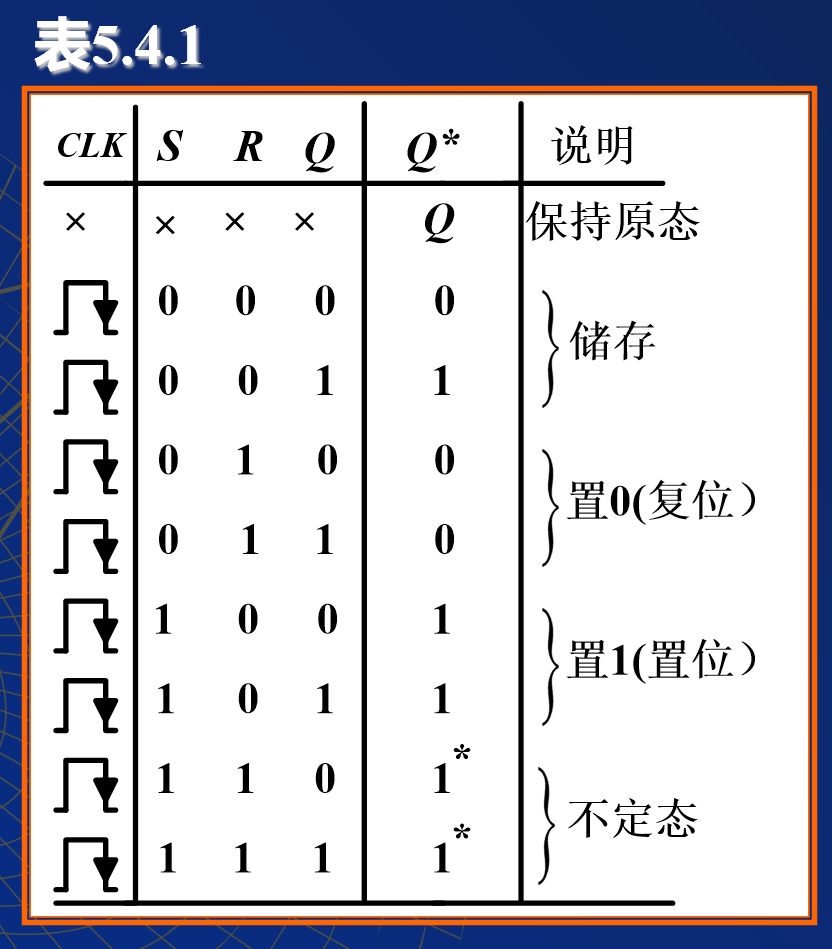 表5.4.1
CLK S R Q Q* 说明
× × × × Q 保持原态
0 0 0 0
储存
0 0 1 1
0 1 0 0
置0(复位）
0 1 1 0
1 0 0 1
置1(置位）
1 0 1 1
1 1 0 1*
不定态
1 1 1 1*